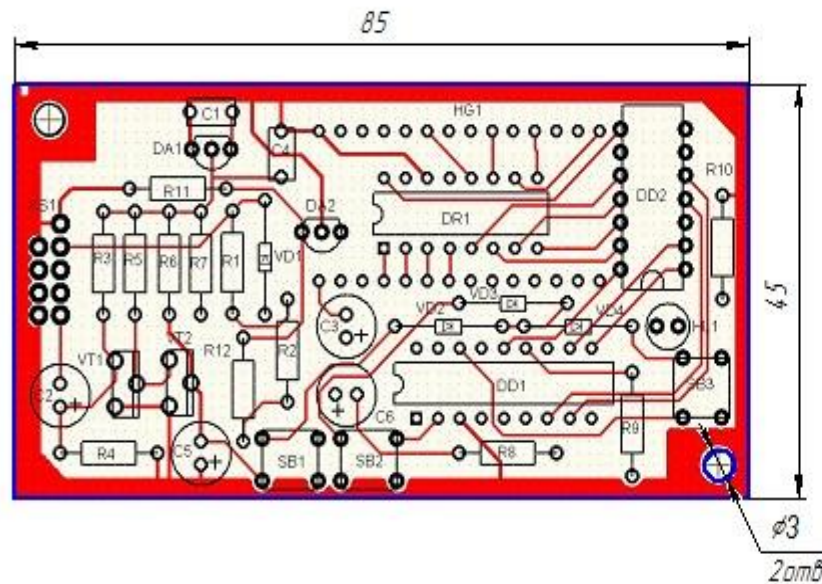 85
C1
HG1
DA1
C4
R10
R11
XS1
DA2
DR1
DD2
R3
R5
R6
R7
R1
VD1
45
VD3
VD2
VD4
C3
HL1
VT1
VT2
R12
R2
C2
DD1
SB3
C6
R4
C5
SB1
SB2
R8
R9
ф3
2отв